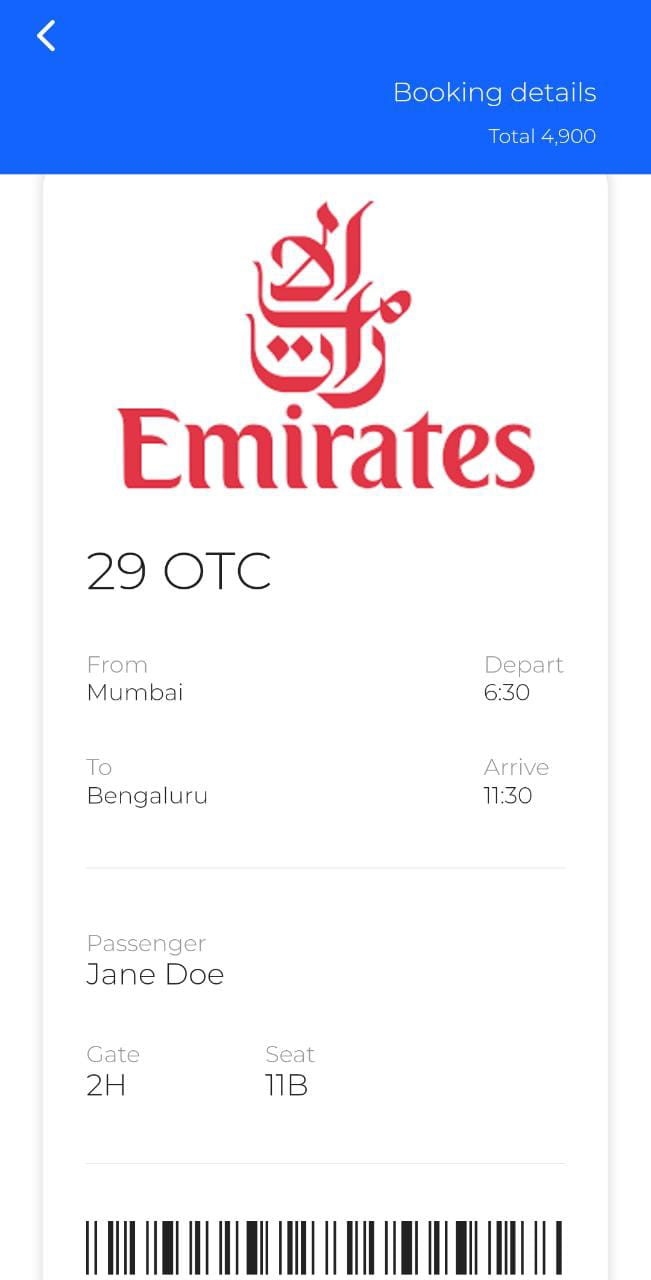 Booking details
Total 4,900
الإمارات
Emirates
29 OTC
From
Depart
Mumbai
6:30
To
Arrive
Bengaluru
11:30
Passenger
Jane Doe
Gate
Seat
2H
11B